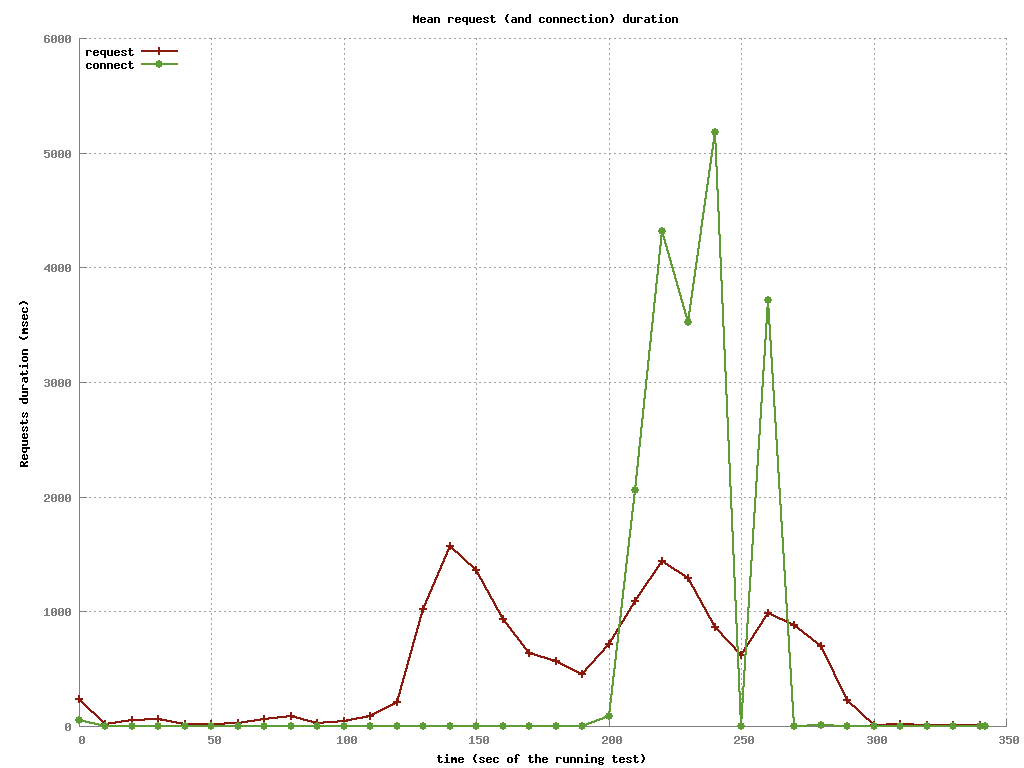 Mean request (and connection) duration
6000
request
connect
5000
4000
3000
2000
1000
0
Requests duration (msec)
0 50 100 150 200 250 300 350
time (sec of the running test)